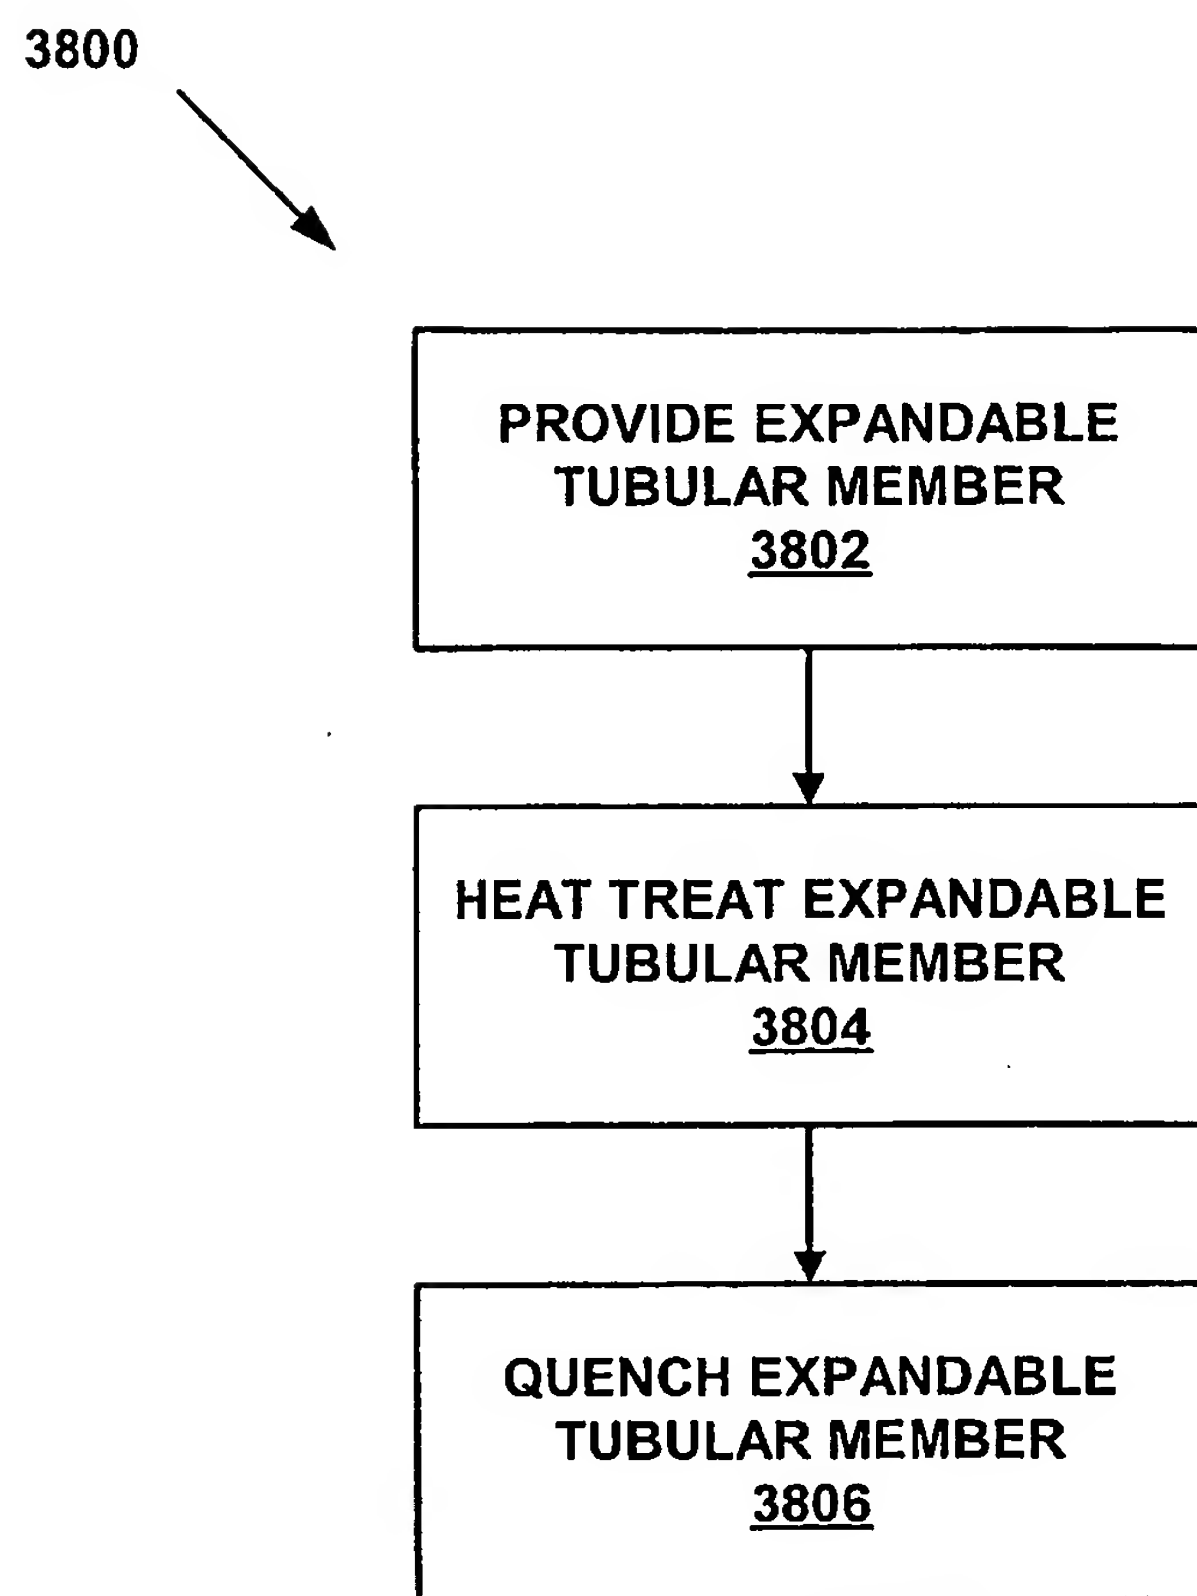 3800
PROVIDE EXPANDABLE
TUBULAR MEMBER
3802
HEAT TREAT EXPANDABLE
TUBULAR MEMBER
3804
QUENCH EXPANDABLE
TUBULAR MEMBER
3806